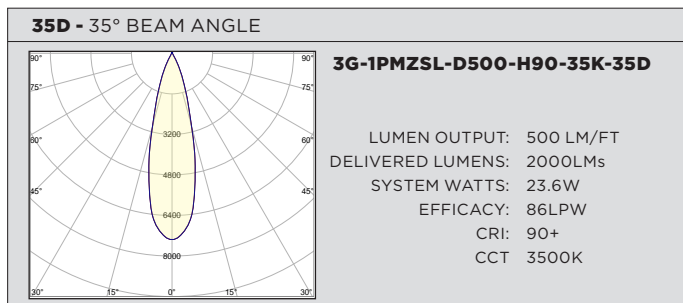 35D - 35° BEAM ANGLE
3G-1PMZSL-D500-H90-35K-35D
90° 90°
75° 75°
60° 60°
45° 45°
30° 15° 0° 15° 30°
3200
4800
6400
8000
LUMEN OUTPUT: 500 LM/FT
DELIVERED LUMENS: 2000LMs
SYSTEM WATTS: 23.6W
EFFICACY: 86LPW
CRI: 90+
CCT 3500K